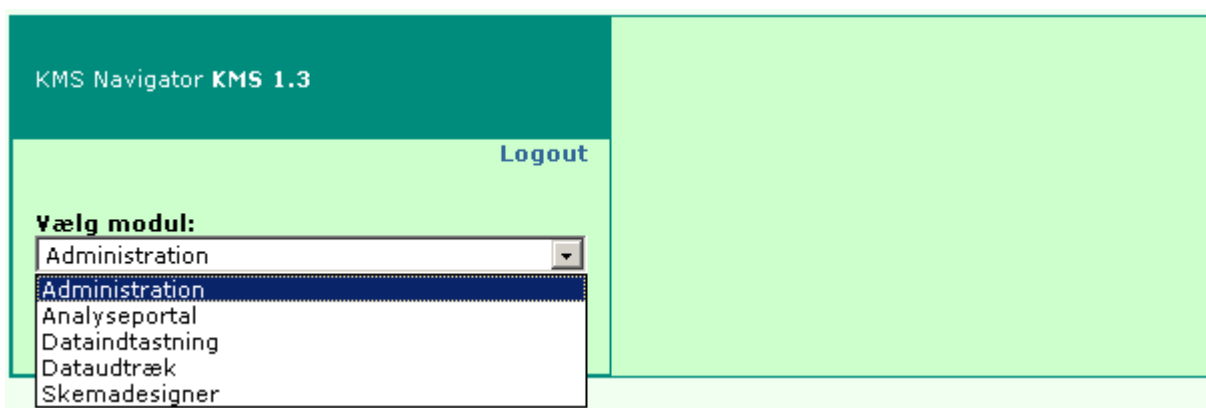 KMS Navigator KMS 1.3
Logout
Vælg modul:
Administration
Administration
Analyseportal
Dataindtastning
Dataudtræk
Skemadesigner